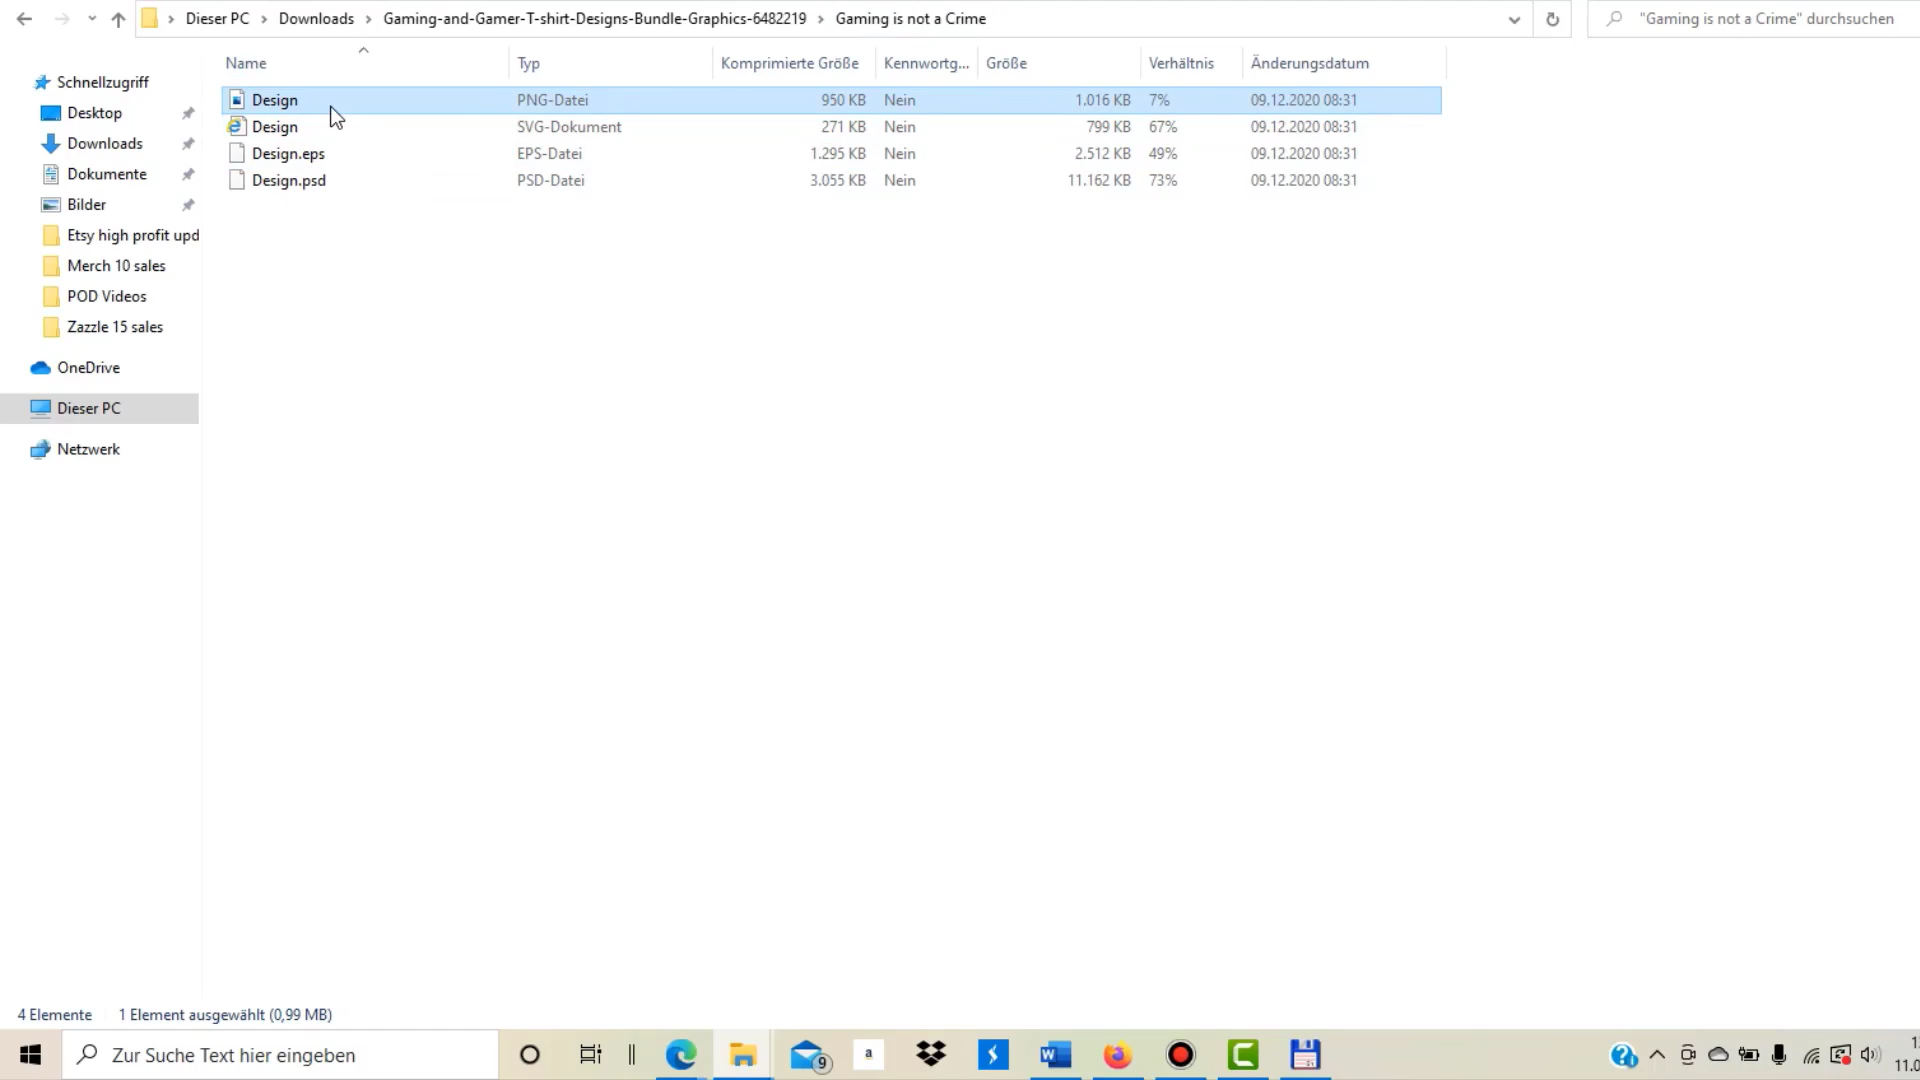 Dieser PC > Downloads > Gaming-and-Gamer-T-shirt-Designs-Bundle-Graphics-6482219 > Gaming is not a Crime
"Gaming is not a Crime" durchsuchen
Name Typ Komprimierte Größe Kennwortg... Größe Verhältnis Änderungsdatum
Design PNG-Datei 950 KB Nein 1.016 KB 7% 09.12.2020 08:31
Design SVG-Dokument 271 KB Nein 799 KB 67% 09.12.2020 08:31
Design.eps EPS-Datei 1.295 KB Nein 2.512 KB 49% 09.12.2020 08:31
Design.psd PSD-Datei 3.055 KB Nein 11.162 KB 73% 09.12.2020 08:31
Schnellzugriff
Desktop
Downloads
Dokumente
Bilder
Etsy high profit upd
Merch 10 sales
POD Videos
Zazzle 15 sales
OneDrive
Dieser PC
Netzwerk
4 Elemente 1 Element ausgewählt (0,99 MB)
Zur Suche Text hier eingeben
9
a
W
11.0